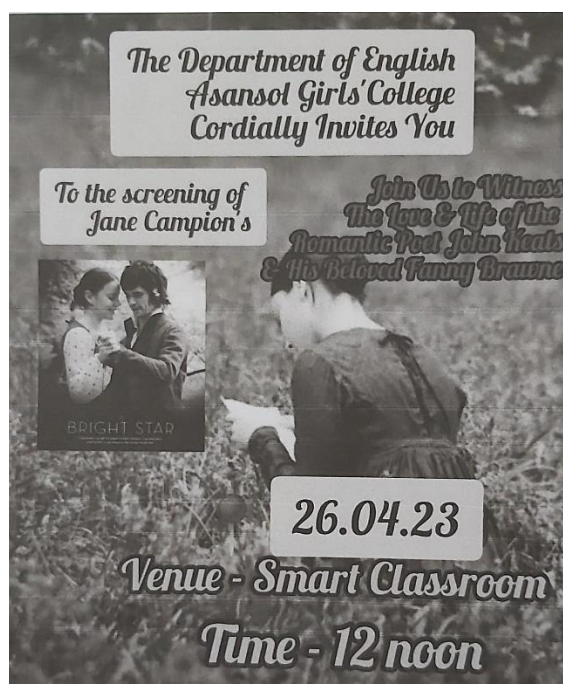 The Department of English
Asansol Girls'College
Cordially Invites You
To the screening of
Jane Campion's
Join Us to Witness
The Love & Life of the
Romantic Poet John Keats
& His Beloved Fanny Brawne
BRIGHT STAR
26.04.23
Venue - Smart Classroom
Time - 12 noon